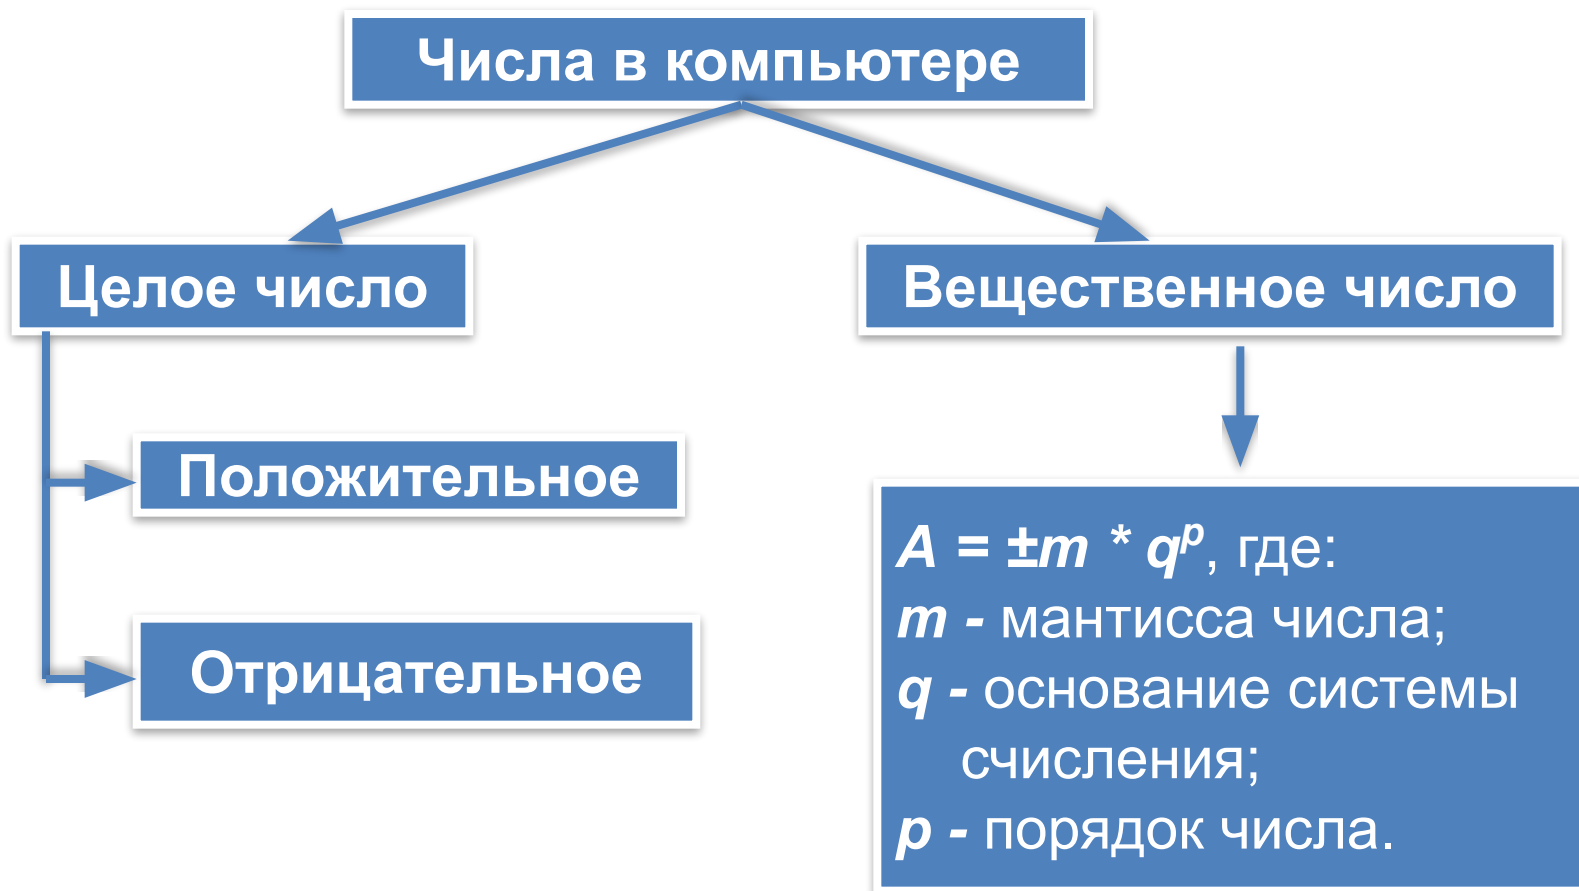 Числа в компьютере
Целое число
Вещественное число
Положительное
Отрицательное
A = ±m * qᵖ, где:
m - мантисса числа;
q - основание системы
счисления;
p - порядок числа.